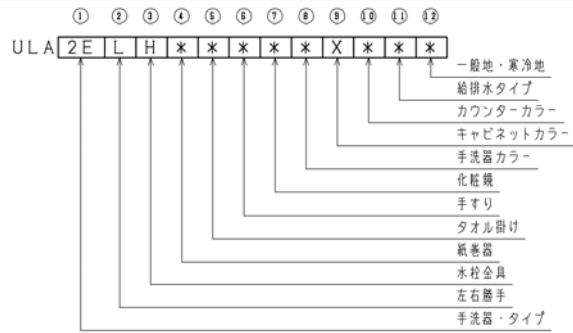 ① ② ③ ④ ⑤ ⑥ ⑦ ⑧ ⑨ ⑩ ⑪ ⑫
ULA 2E L H * * * * * X * * *
一般地・寒冷地
給排水タイプ
カウンターカラー
キャビネットカラー
手洗器カラー
化粧鏡
手すり
タオル掛け
紙巻器
水栓金具
左右勝手
手洗器・タイプ